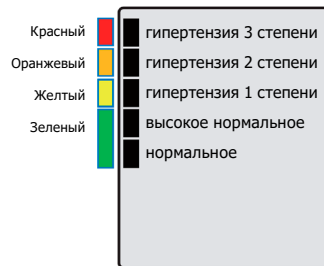 Красный гипертензия 3 степени
Оранжевый гипертензия 2 степени
Желтый гипертензия 1 степени
Зеленый высокое нормальное
нормальное